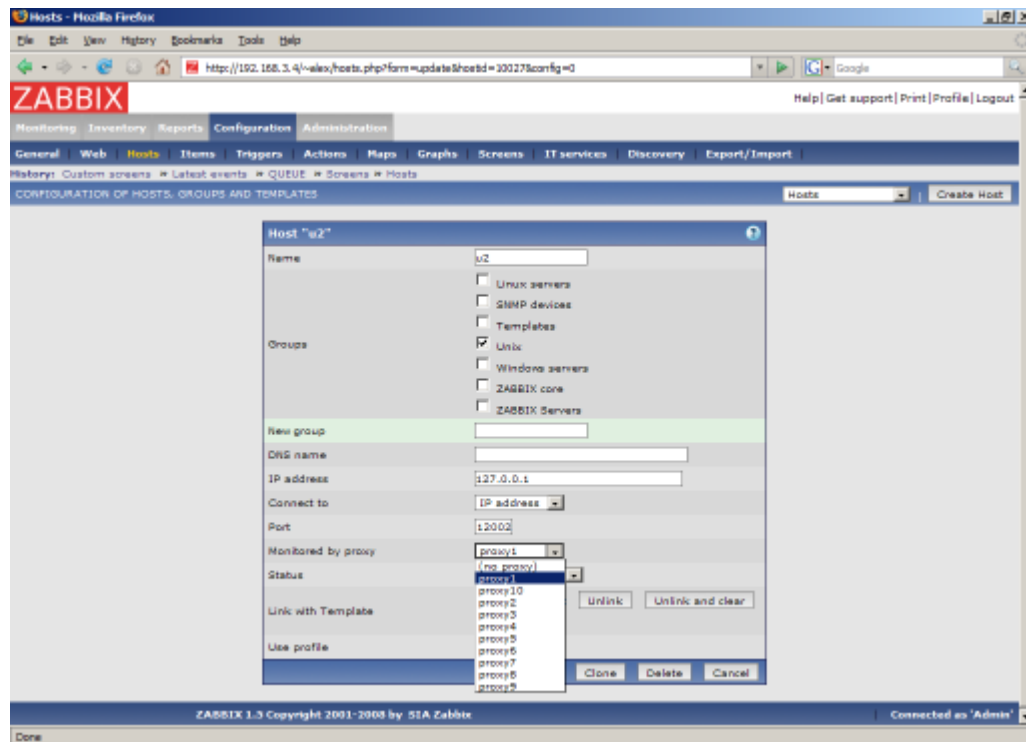 Hosts - Mozilla Firefox
File Edit View History Bookmarks Tools Help
http://192.168.3.4/~alex/hosts.php?form=update&hostid=10027&config=0 Google
ZABBIX
Help|Get support|Print|Profile|Logout
Monitoring Inventory Reports Configuration Administration
General | Web | Hosts | Items | Triggers | Actions | Maps | Graphs | Screens | IT services | Discovery | Export/Import |
History: Custom screens » Latest events » QUEUE » Screens » Hosts
CONFIGURATION OF HOSTS, GROUPS AND TEMPLATES Hosts | Create Host
Host "u2"
Name u2
Groups
Linux servers
SNMP devices
Templates
Unix
Windows servers
ZABBIX core
ZABBIX Servers
New group
DNS name
IP address 127.0.0.1
Connect to IP address
Port 12002
Monitored by proxy proxy1
(no proxy)
Status
proxy1
proxy10
proxy2
Link with Template
proxy3
Unlink Unlink and clear
proxy4
proxy5
Use profile
proxy6
proxy7
proxy8
proxy9
Clone Delete Cancel
ZABBIX 1.5 Copyright 2001-2008 by SIA Zabbix Connected as 'Admin'
Done